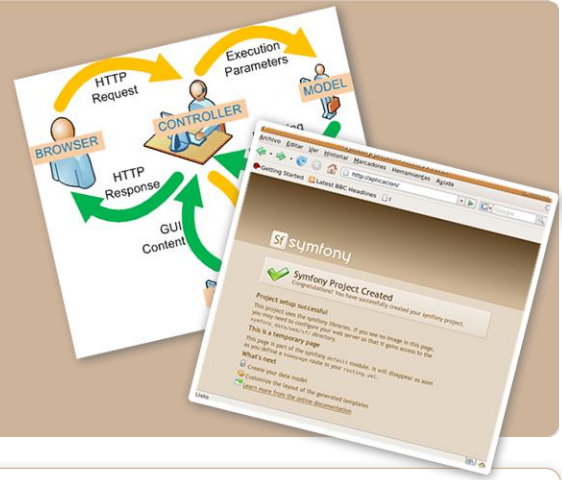 HTTP
Request
Execution
Parameters
MODEL
CONTROLLER
BROWSER
HTTP
Response
GUI
Content
Archivo Editar Ver Historial Marcadores Herramientas Ayuda
http://aplicacion/
Google
Getting Started Latest BBC Headlines
Sf symfony
Symfony Project Created
Congratulations! You have successfully created your symfony project.
Project setup successful
This project uses the symfony libraries. If you see no image in this page,
you may need to configure your web server so that it gains access to the
symfony_data/web/sf/ directory.
This is a temporary page
This page is part of the symfony default module. It will disappear as soon
as you define a homepage route in your routing.yml.
What's next
Create your data model
Customize the layout of the generated templates
Learn more from the online documentation
Listo